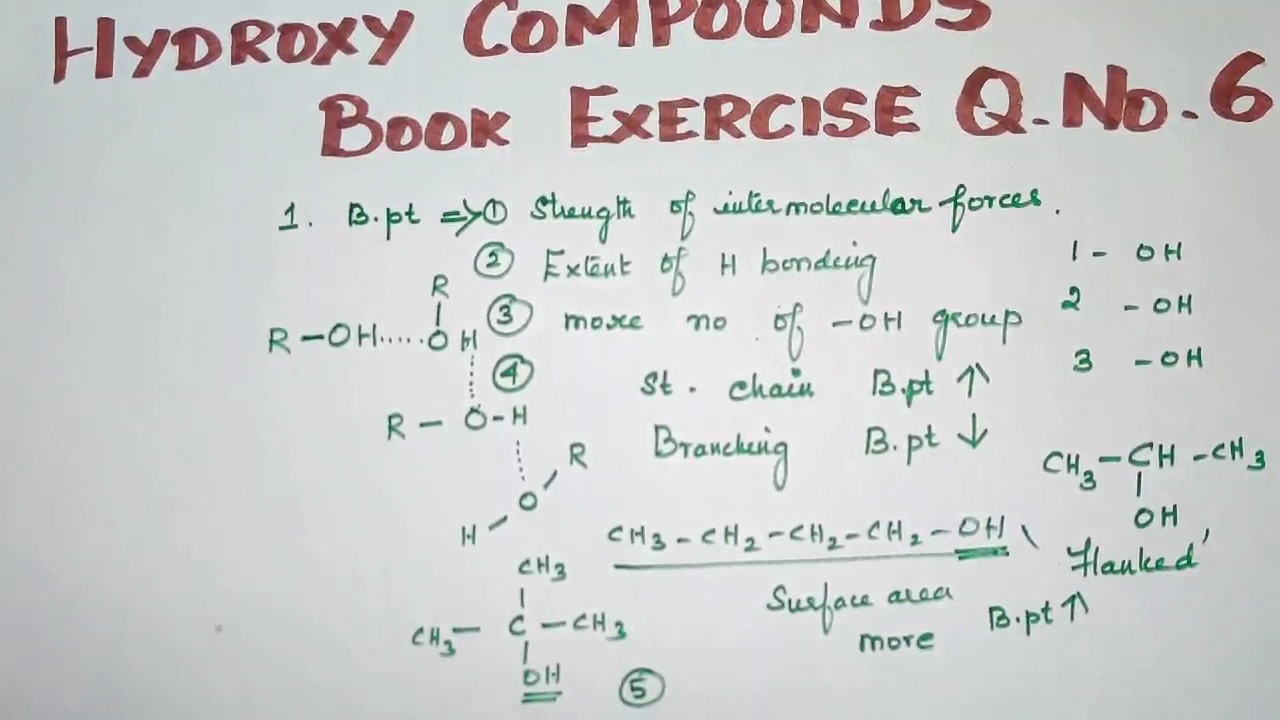 HYDROXY COMPOUNDS
BOOK EXERCISE Q.No.6
1. B.pt => ① Strength of intermolecular forces.
② Extent of H bonding
1 - OH
R
③ more no of -OH group
2 - OH
R - OH ..... O H
④ St. chain B.pt ↑
3 - OH
R - O - H
Branching B.pt ↓
CH3 - CH - CH3
OH
R
O
H
CH3 - CH2 - CH2 - CH2 - OH
'Flanked'
Surface area more B.pt ↑
CH3
CH3 - C - CH3
OH
⑤